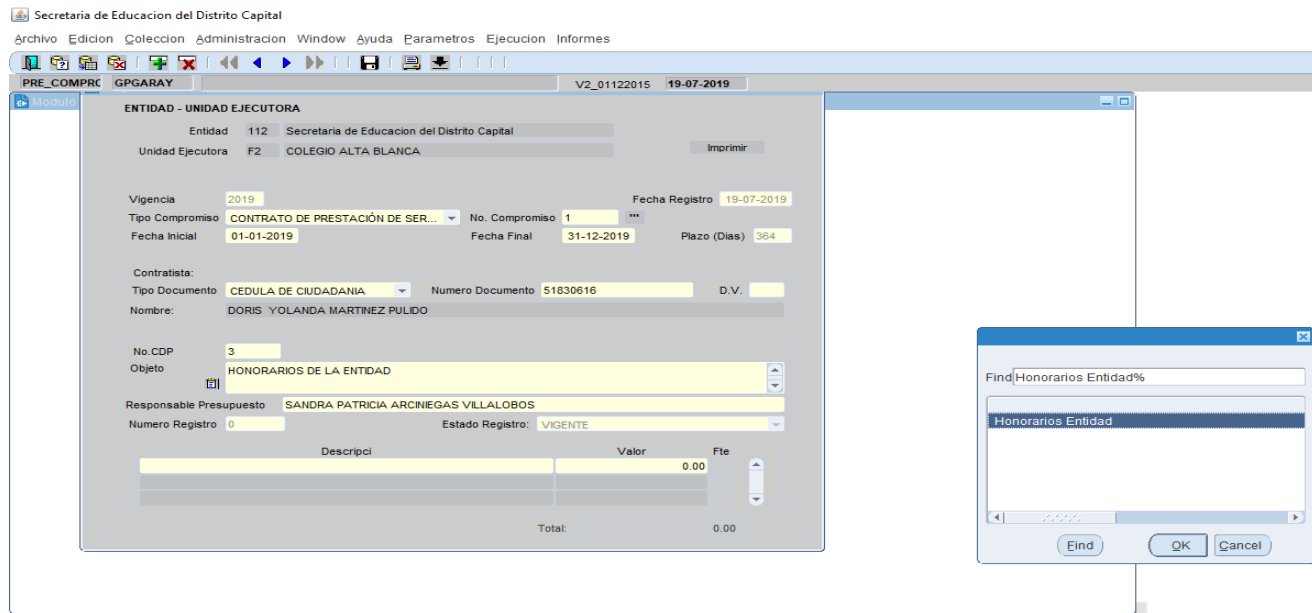 Secretaria de Educacion del Distrito Capital
Archivo Edicion Coleccion Administracion Window Ayuda Parametros Ejecucion Informes
PRE_COMPRC GPGARAY V2_01122015 19-07-2019
Modulo
ENTIDAD - UNIDAD EJECUTORA
Entidad 112 Secretaria de Educacion del Distrito Capital
Unidad Ejecutora F2 COLEGIO ALTA BLANCA Imprimir
Vigencia 2019 Fecha Registro 19-07-2019
Tipo Compromiso CONTRATO DE PRESTACIÓN DE SER... No. Compromiso 1 "'
Fecha Inicial 01-01-2019 Fecha Final 31-12-2019 Plazo (Dias) 364
Contratista:
Tipo Documento CEDULA DE CIUDADANIA Numero Documento 51830616 D.V.
Nombre: DORIS YOLANDA MARTINEZ PULIDO
No.CDP 3
Objeto HONORARIOS DE LA ENTIDAD
Responsable Presupuesto SANDRA PATRICIA ARCINIEGAS VILLALOBOS
Numero Registro 0 Estado Registro: VIGENTE
Descripci Valor Fte
0.00
Total: 0.00
Find Honorarios Entidad%
Honorarios Entidad
Find OK Cancel